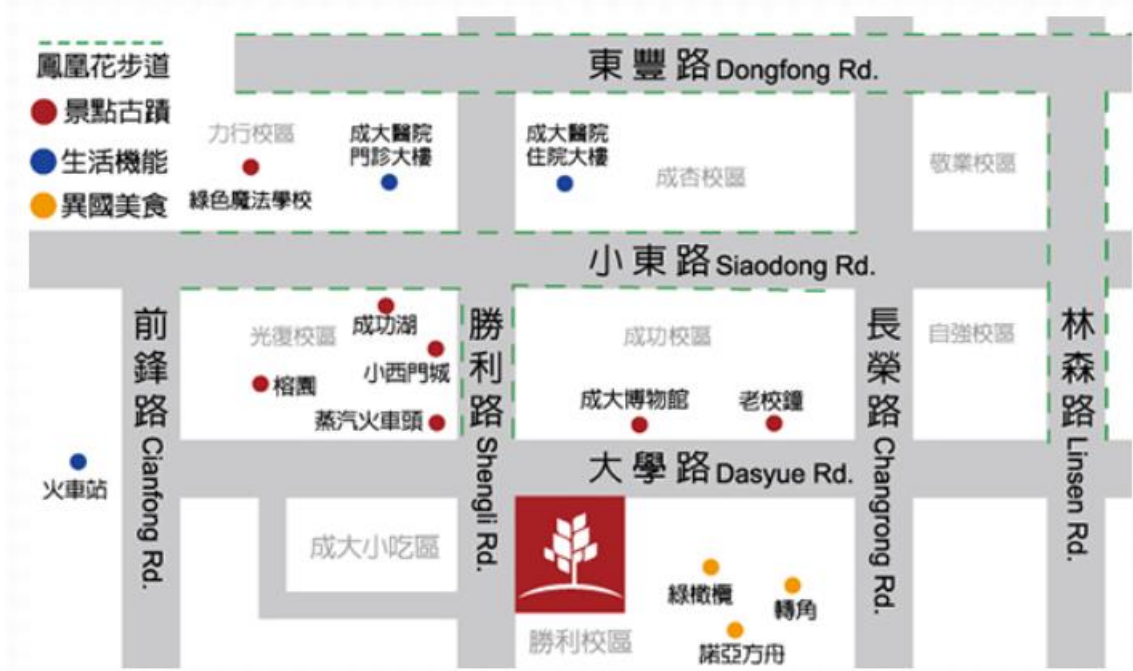 鳳凰花步道
景點古蹟
生活機能
異國美食
東豐路 Dongfong Rd.
力行校區
綠色魔法學校
成大醫院
門診大樓
成大醫院
住院大樓
成杏校區
敬業校區
小東路 Siaodong Rd.
前鋒路 Cianfong Rd.
光復校區
成功湖
小西門城
榕園
蒸汽火車頭
勝利路 Shengli Rd.
成功校區
成大博物館
老校鐘
長榮路 Changrong Rd.
自強校區
林森路 Linsen Rd.
火車站
大學路 Dasyue Rd.
成大小吃區
勝利校區
綠橄欖
轉角
諾亞方舟